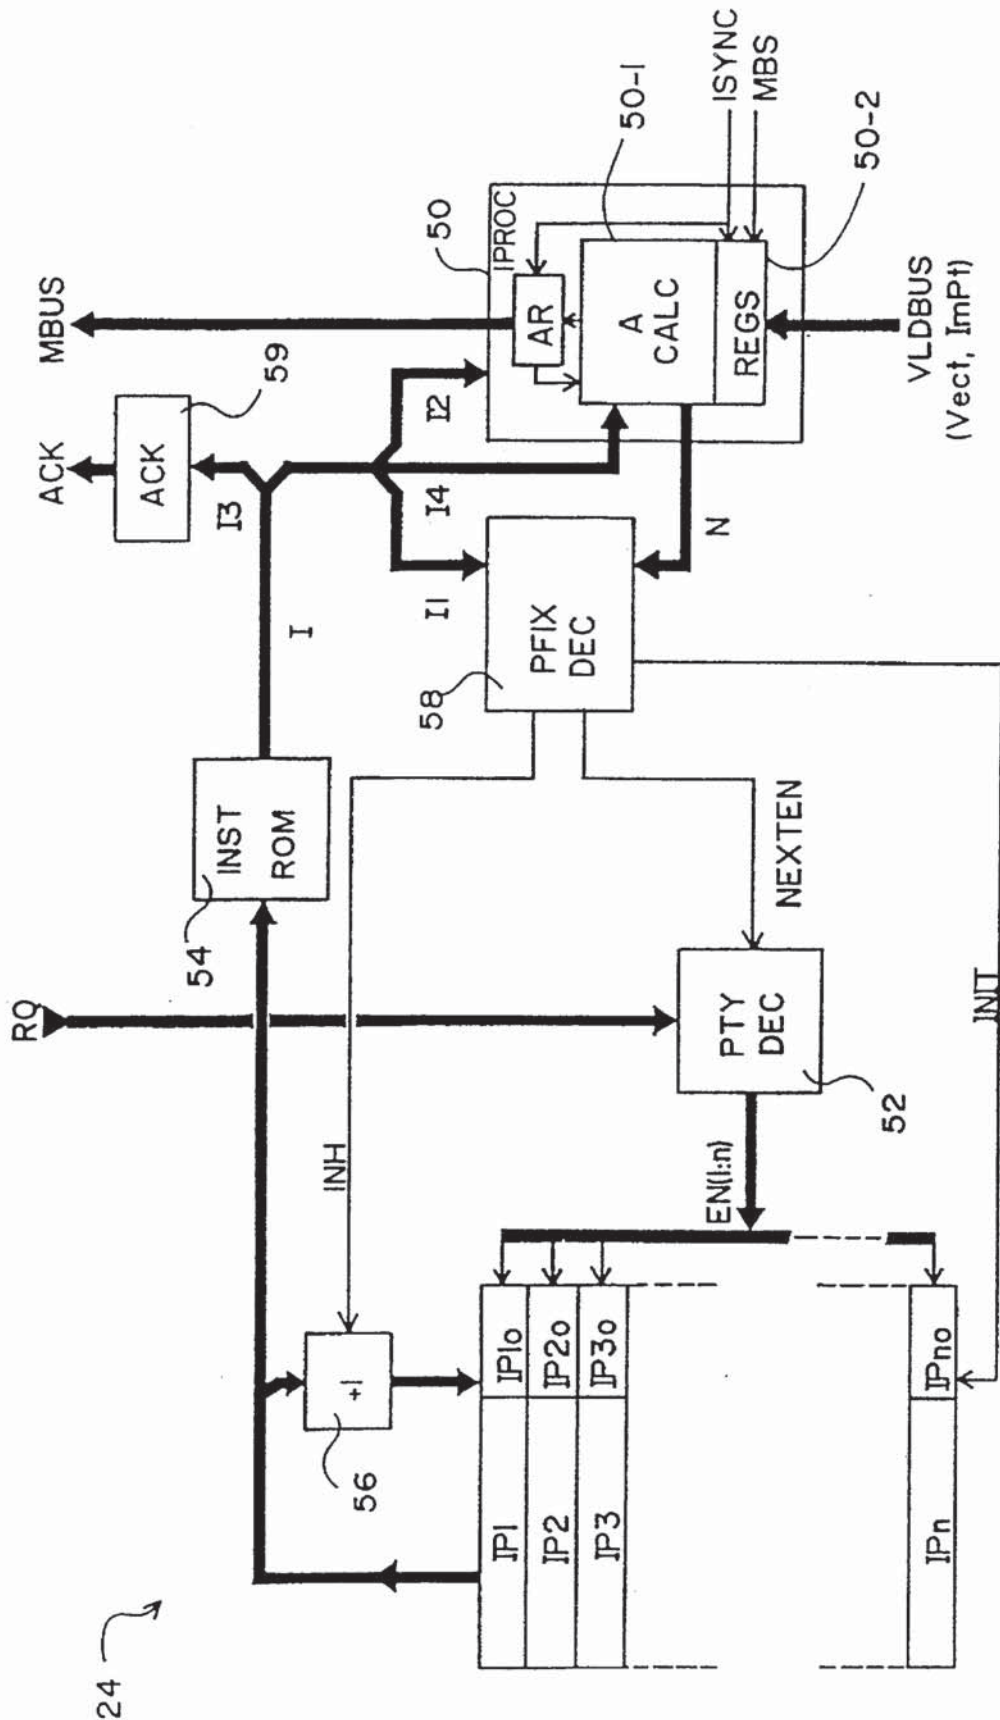 24
RQ
ACK
MBUS
54
INST
ROM
I
I3
ACK
59
50
IPROC
AR
A
CALC
REGS
50-1
50-2
ISYNC
MBS
VLDBUS
(Vect, ImPt)
I2
I4
I1
N
58
PFIX
DEC
INH
NEXTEN
INIT
PTY
DEC
52
EN(1:n)
56
+1
IP1
IP1o
IP2
IP2o
IP3
IP3o
IPn
IPno